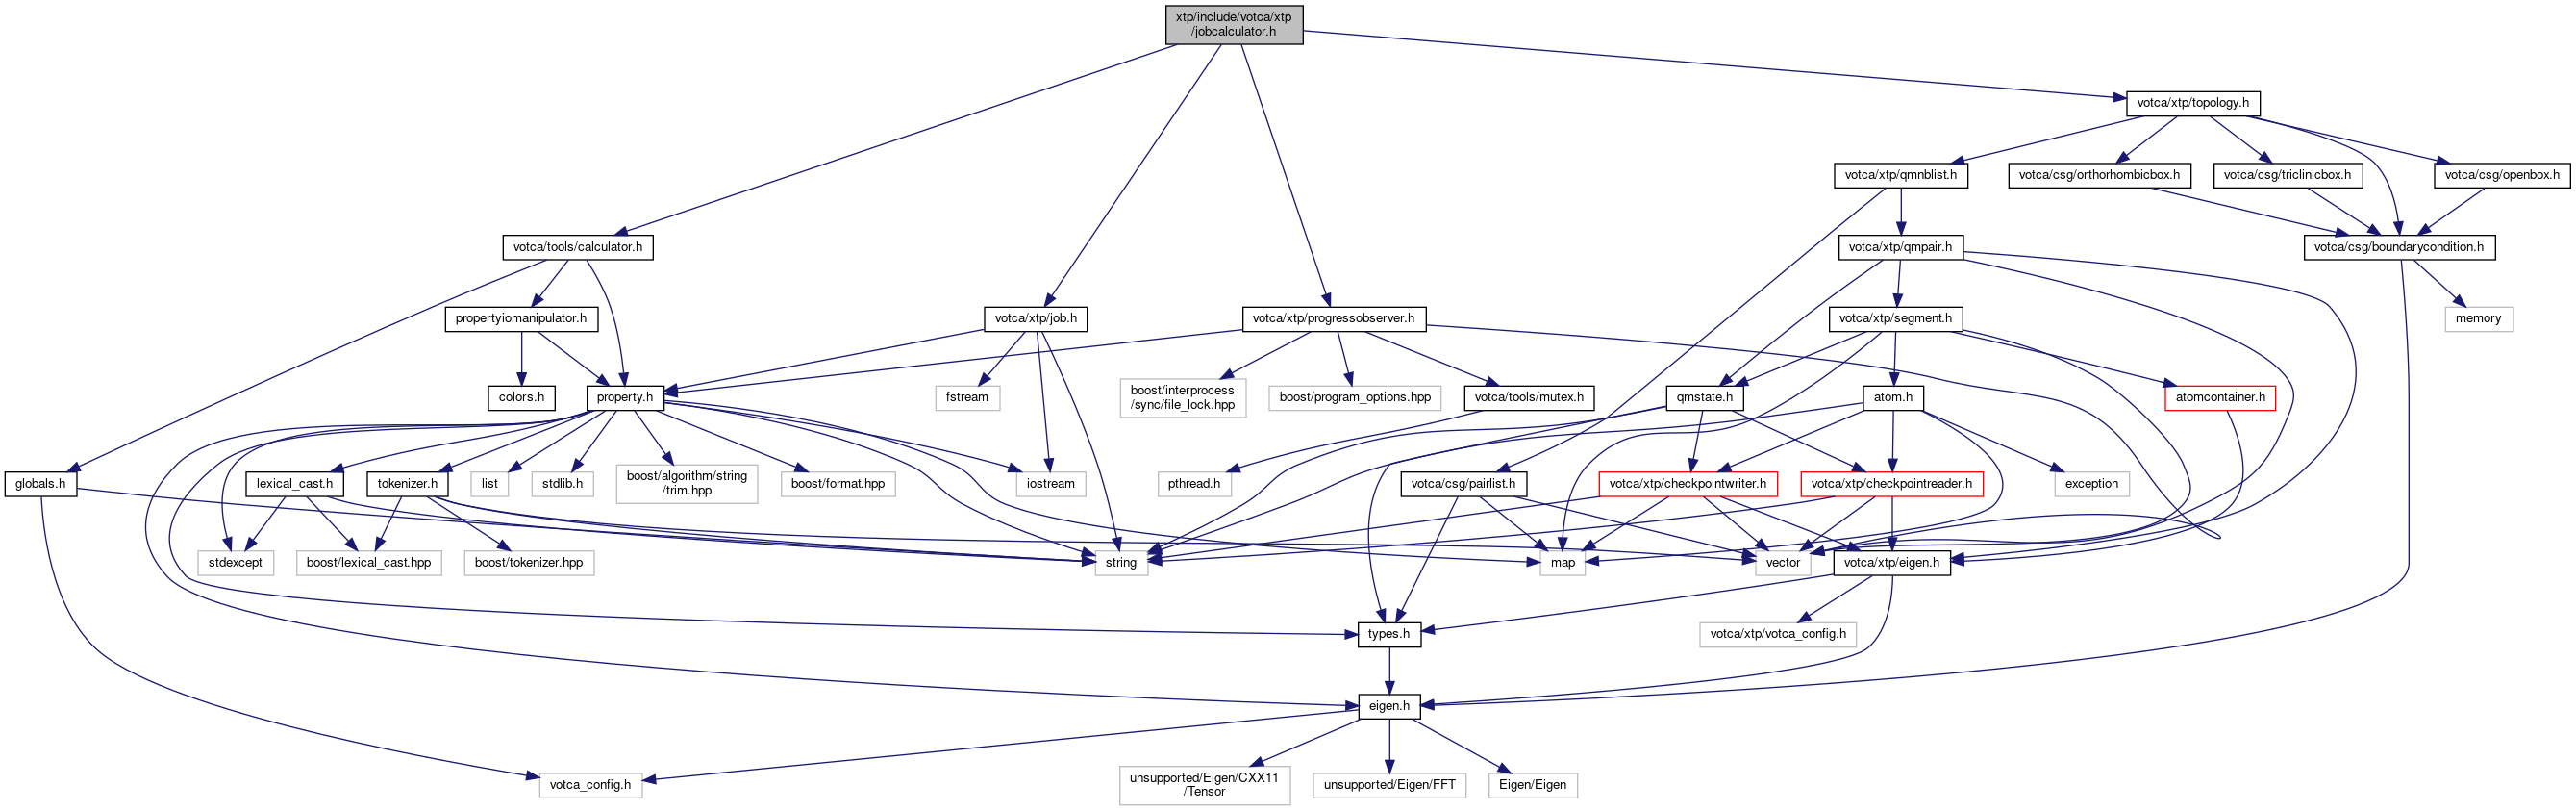 xtp/include/votca/xtp
/jobcalculator.h
votca/xtp/topology.h
votca/xtp/qmnblist.h
votca/csg/orthorhombicbox.h
votca/csg/triclinicbox.h
votca/csg/openbox.h
votca/tools/calculator.h
votca/xtp/qmpair.h
votca/csg/boundarycondition.h
propertyiomanipulator.h
votca/xtp/job.h
votca/xtp/progressobserver.h
votca/xtp/segment.h
memory
colors.h
property.h
fstream
boost/interprocess
/sync/file_lock.hpp
boost/program_options.hpp
votca/tools/mutex.h
qmstate.h
atom.h
atomcontainer.h
globals.h
lexical_cast.h
tokenizer.h
list
stdlib.h
boost/algorithm/string
/trim.hpp
boost/format.hpp
iostream
pthread.h
votca/csg/pairlist.h
votca/xtp/checkpointwriter.h
votca/xtp/checkpointreader.h
exception
stdexcept
boost/lexical_cast.hpp
boost/tokenizer.hpp
string
map
vector
votca/xtp/eigen.h
types.h
votca/xtp/votca_config.h
eigen.h
votca_config.h
unsupported/Eigen/CXX11
/Tensor
unsupported/Eigen/FFT
Eigen/Eigen